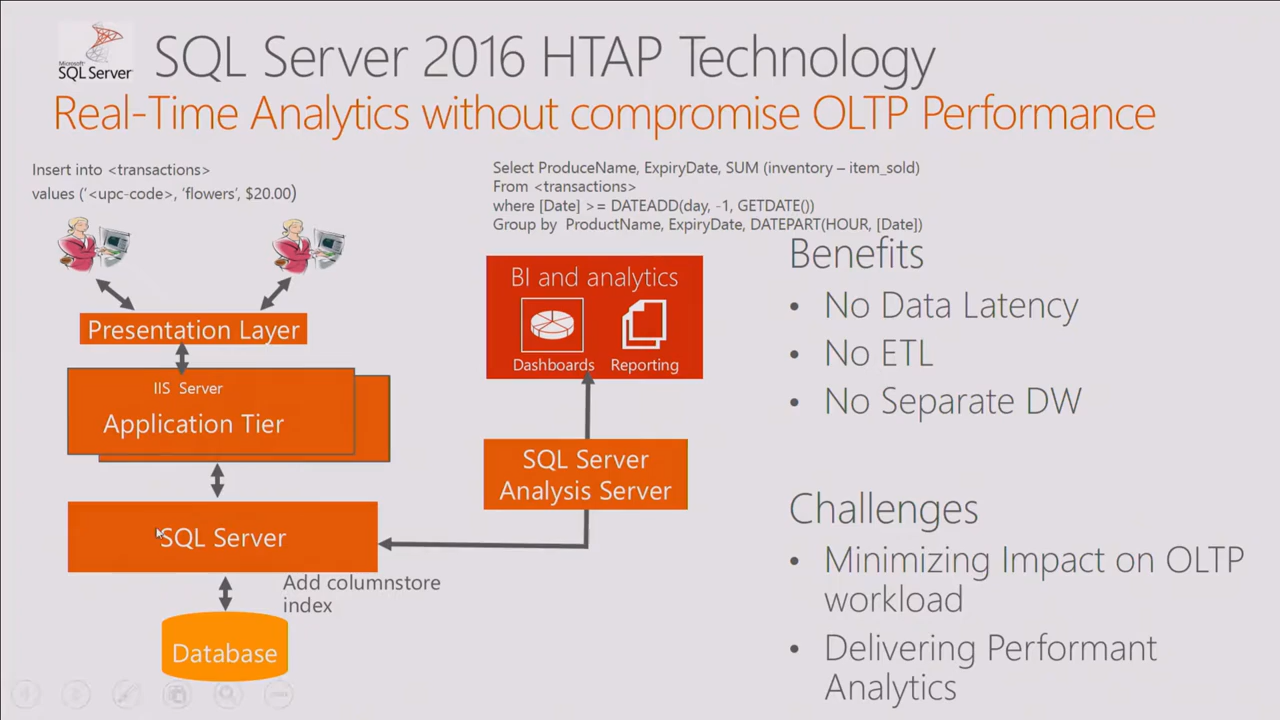 Microsoft
SQL Server
SQL Server 2016 HTAP Technology
Real-Time Analytics without compromise OLTP Performance
Insert into <transactions>
values ('<upc-code>, 'flowers', $20.00)
Select ProduceName, ExpiryDate, SUM (inventory – item_sold)
From <transactions>
where [Date] >= DATEADD(day, -1, GETDATE())
Group by ProductName, ExpiryDate, DATEPART(HOUR, [Date])
Presentation Layer
IIS Server
Application Tier
SQL Server
Add columnstore
index
Database
BI and analytics
Dashboards
Reporting
SQL Server
Analysis Server
Benefits
• No Data Latency
• No ETL
• No Separate DW
Challenges
• Minimizing Impact on OLTP
workload
• Delivering Performant
Analytics